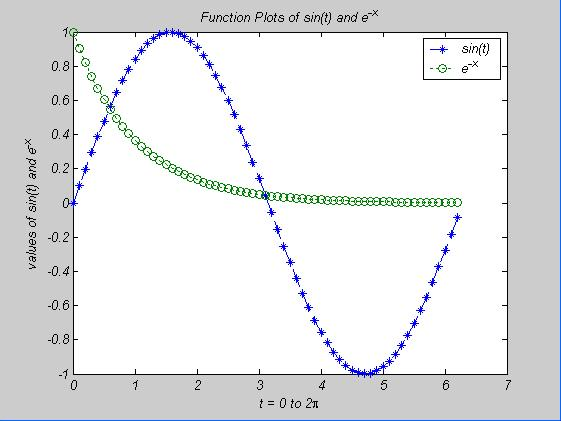 Function Plots of sin(t) and e^-x
sin(t)
e^-x
values of sin(t) and e^-x
1
0.8
0.6
0.4
0.2
0
-0.2
-0.4
-0.6
-0.8
-1
0 1 2 3 4 5 6 7
t = 0 to 2π